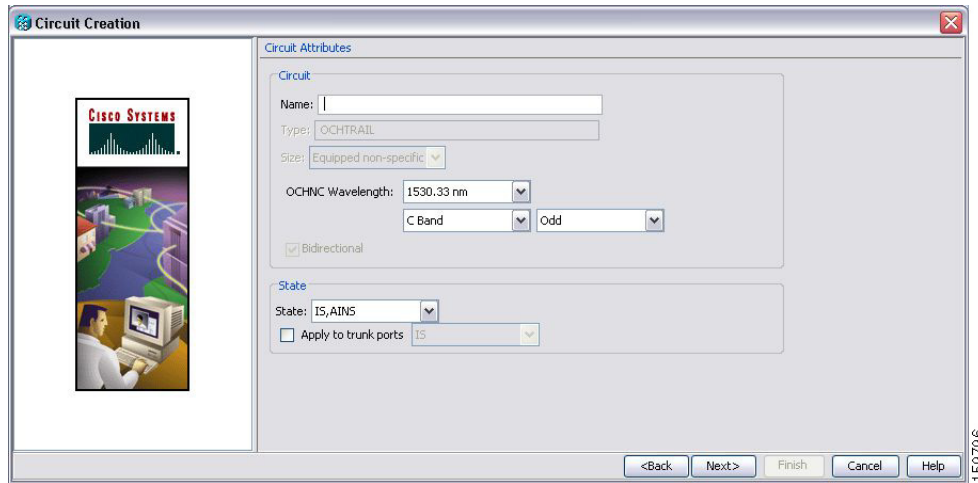 Circuit Creation
Circuit Attributes
CISCO SYSTEMS
Circuit
Name:
Type: OCHTRAIL
Size: Equipped non-specific
OCHNC Wavelength: 1530.33 nm
C Band Odd
Bidirectional
State
State: IS,AINS
Apply to trunk ports IS
<Back Next> Finish Cancel Help
159796